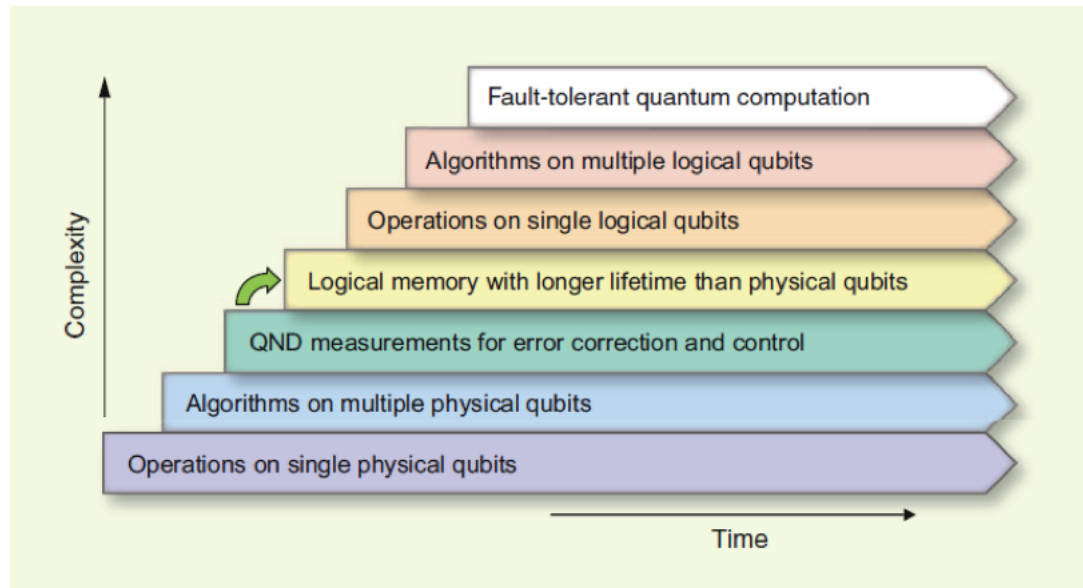 Fault-tolerant quantum computation
Algorithms on multiple logical qubits
Operations on single logical qubits
Logical memory with longer lifetime than physical qubits
QND measurements for error correction and control
Algorithms on multiple physical qubits
Operations on single physical qubits
Complexity
Time